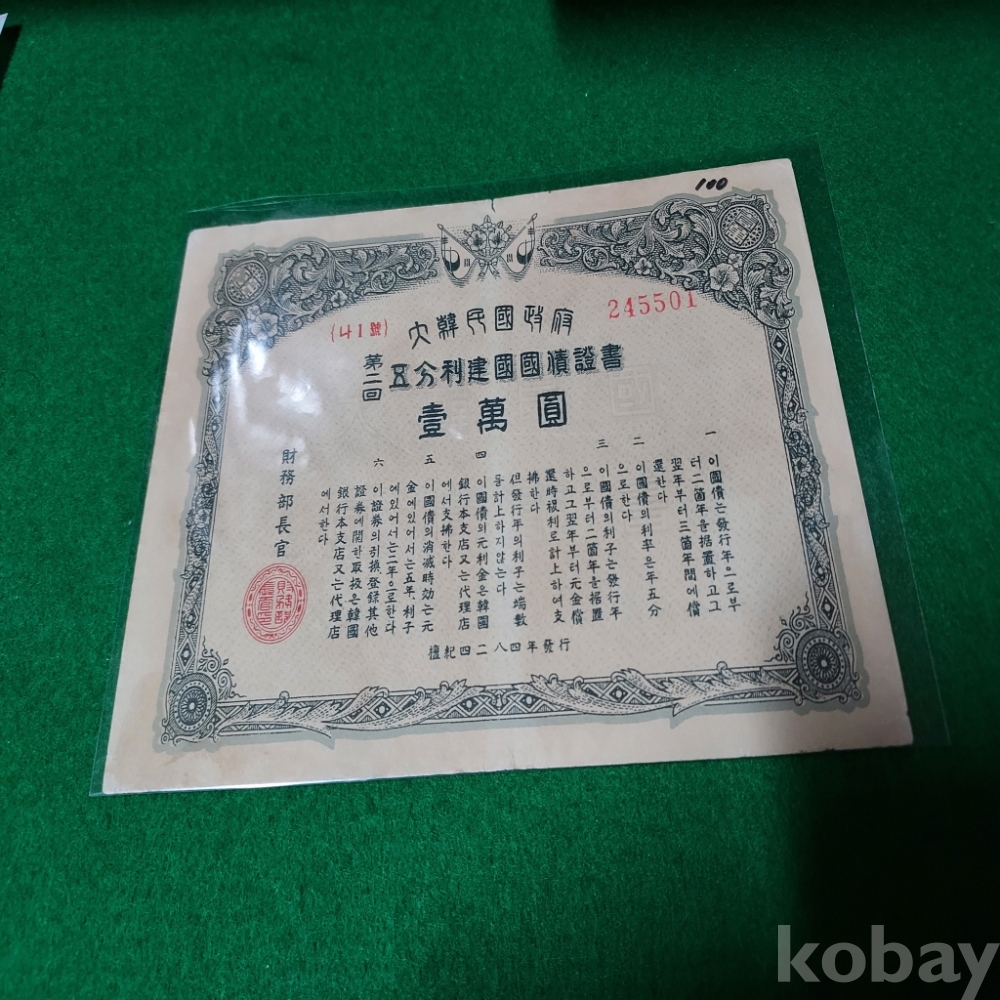 100
245501
(41號)
大韓民國政府
第二回
五分利建國國債證書
壹萬圓
一 이國債는發行年으로부
터二箇年을据置하고그
翌年부터三箇年間에償
還한다
二 이國債의利率은年五分
으로한다
三 이國債의利子는發行年
으로부터二箇年을据置
하고그翌年부터元金償
還時複利로計上하여支
拂한다
但發行年의利子는端數
를計上하지않는다
四 이國債의元利金은韓國
銀行本支店又는代理店
에서支拂한다
五 이國債의消滅時効는元
金에있어서는五年、利子
에있어서는二年으로한다
六 이證券의引換、登錄其他
證券에關한取扱은韓國
銀行本支店又는代理店
에서한다
財務部長官
檀紀四二八四年發行
kobay